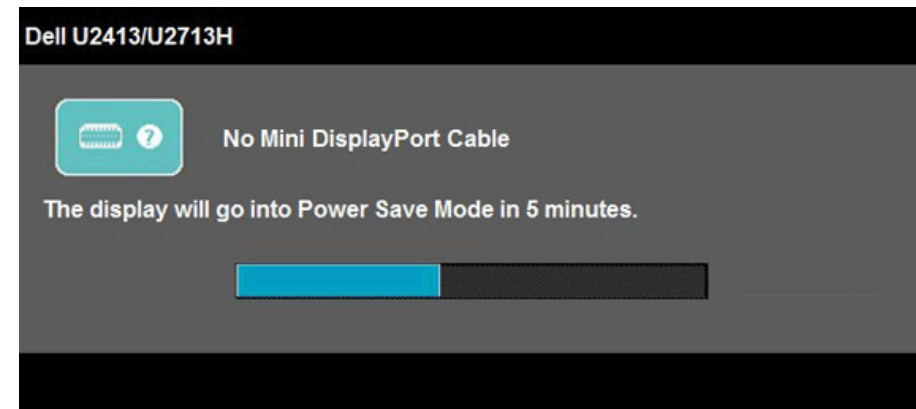 Dell U2413/U2713H
?
No Mini DisplayPort Cable
The display will go into Power Save Mode in 5 minutes.